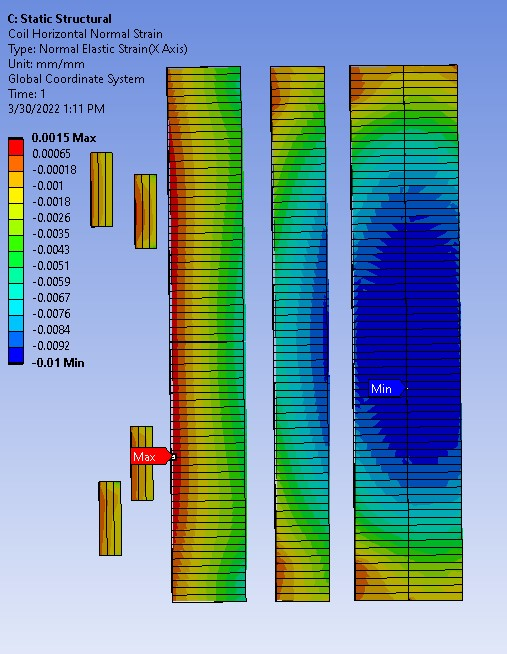 C: Static Structural
Coil Horizontal Normal Strain
Type: Normal Elastic Strain(X Axis)
Unit: mm/mm
Global Coordinate System
Time: 1
3/30/2022 1:11 PM
0.0015 Max
0.00065
-0.00018
-0.001
-0.0018
-0.0026
-0.0035
-0.0043
-0.0051
-0.0059
-0.0067
-0.0076
-0.0084
-0.0092
-0.01 Min
Min
Max